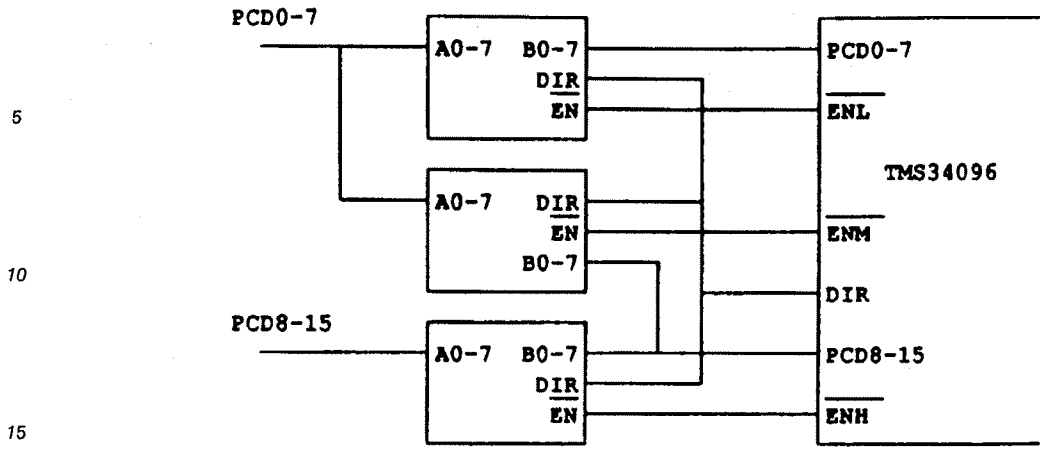 PCD0-7
A0-7 B0-7 PCD0-7
DIR
5
EN ENL
TMS34096
A0-7 DIR
EN ENM
B0-7
10
DIR
PCD8-15
A0-7 B0-7 PCD8-15
DIR
EN ENH
15